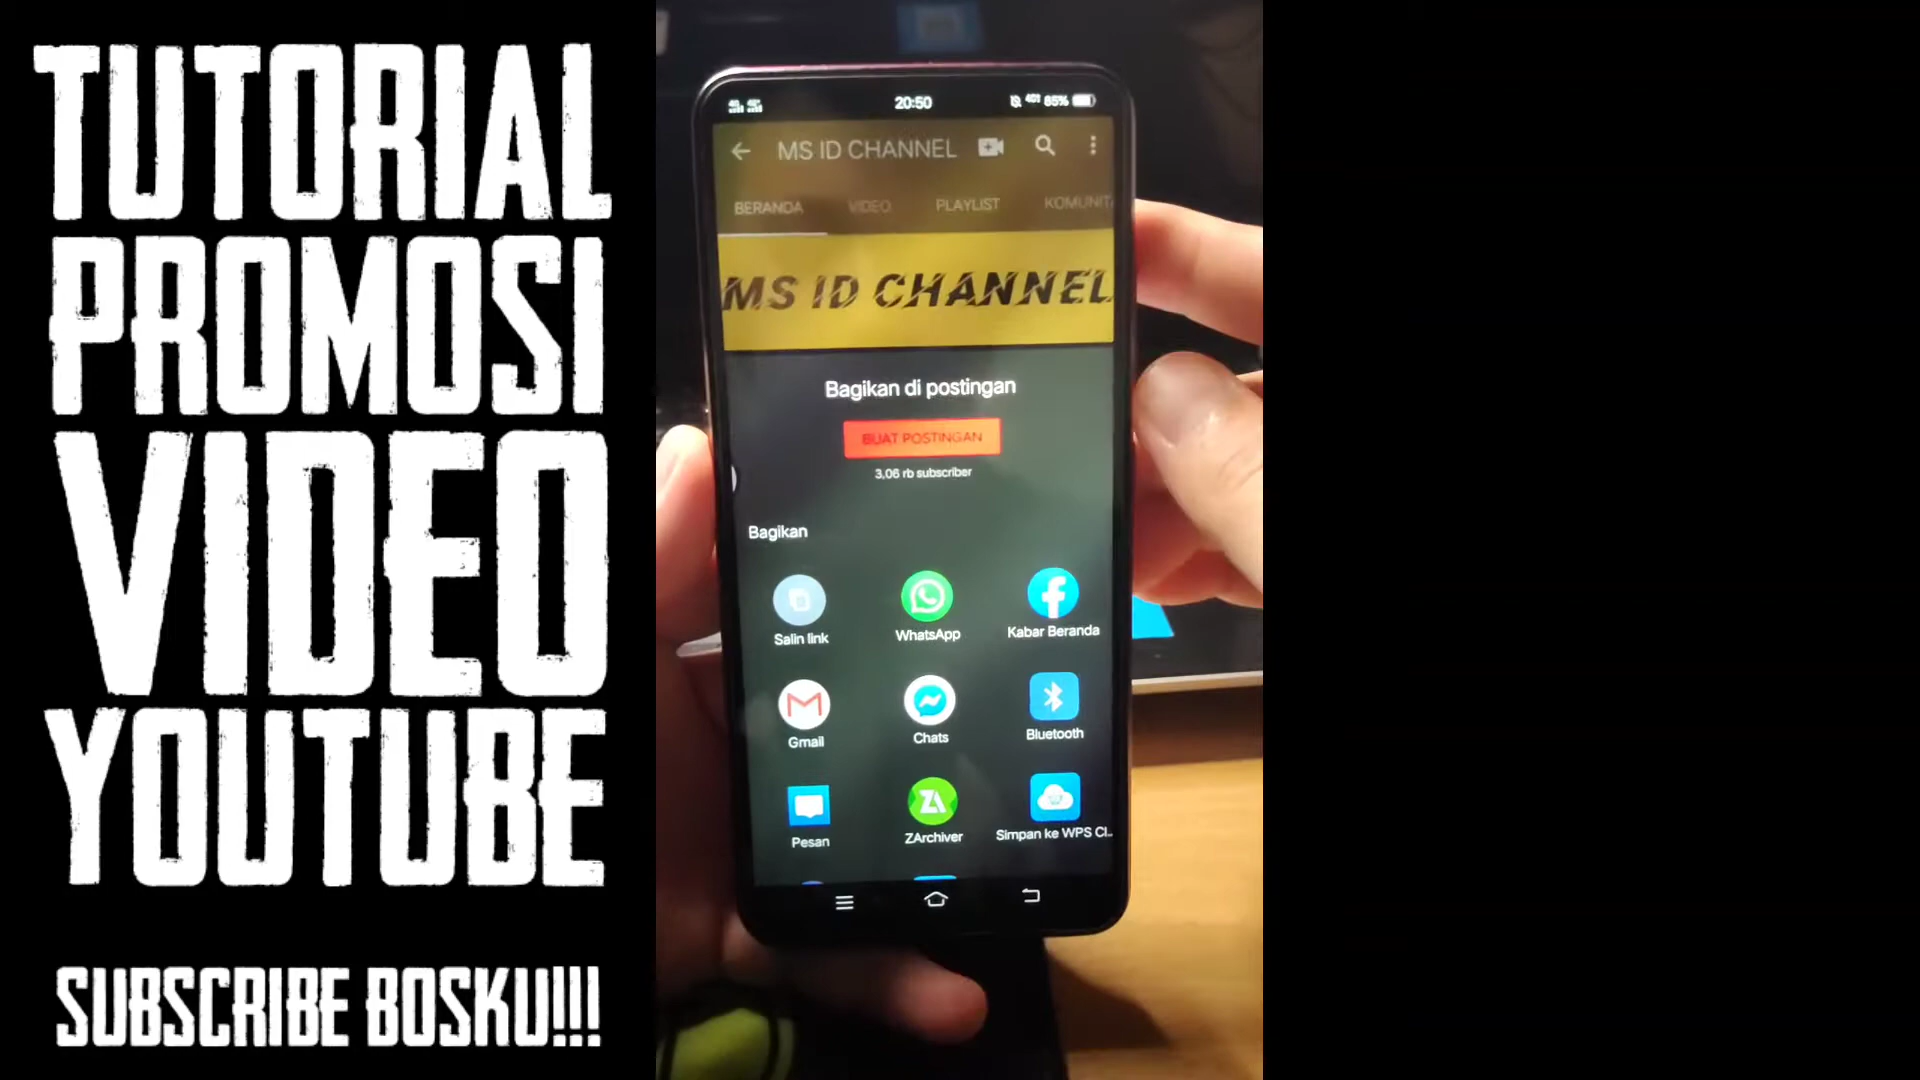 TUTORIAL
PROMOSI
VIDEO
YOUTUBE
SUBSCRIBE BOSKU!!!
20:50
85%
MS ID CHANNEL
BERANDA VIDEO PLAYLIST KOMUNIT
MS ID CHANNEL
Bagikan di postingan
BUAT POSTINGAN
3,06 rb subscriber
Bagikan
Salin link WhatsApp Kabar Beranda
Gmail Chats Bluetooth
Pesan ZArchiver Simpan ke WPS Cl..